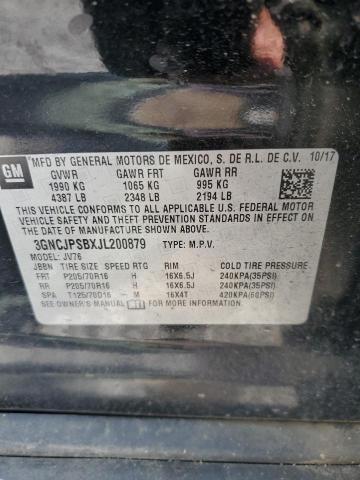 GM
MFD BY GENERAL MOTORS DE MEXICO, S. DE R.L. DE C.V. 10/17
GVWR GAWR FRT GAWR RR
1990 KG 1065 KG 995 KG
4387 LB 2348 LB 2194 LB
THIS VEHICLE CONFORMS TO ALL APPLICABLE U.S. FEDERAL MOTOR
VEHICLE SAFETY AND THEFT PREVENTION STANDARDS IN EFFECT ON
THE DATE OF MANUFACTURE SHOWN ABOVE.
3GNCJPSBXJL200879 TYPE: M.P.V.
MODEL: JV76
JBBN TIRE SIZE SPEED RTG RIM COLD TIRE PRESSURE
FRT P205/70R16 H 16X6.5J 240KPA(35PSI)
RR P205/70R16 H 16X6.5J 240KPA(35PSI)
SPA T125/70D16 M 16X4T 420KPA(60PSI)
SEE OWNER'S MANUAL FOR MORE INFORMATION.